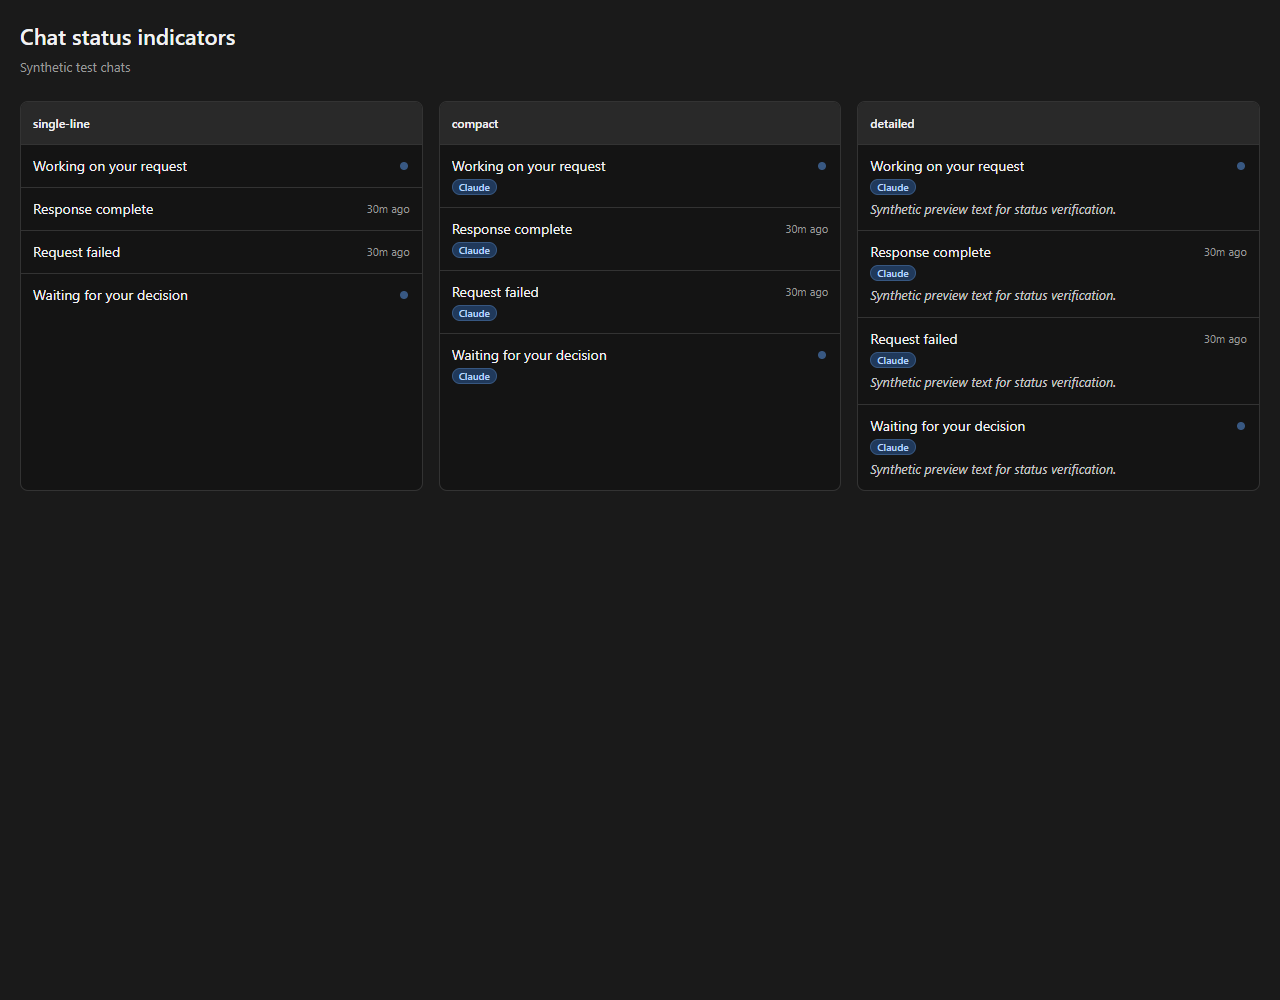 Chat status indicators
Synthetic test chats
single-line
Working on your request
Response complete 30m ago
Request failed 30m ago
Waiting for your decision
compact
Working on your request
Claude
Response complete 30m ago
Claude
Request failed 30m ago
Claude
Waiting for your decision
Claude
detailed
Working on your request
Claude
Synthetic preview text for status verification.
Response complete 30m ago
Claude
Synthetic preview text for status verification.
Request failed 30m ago
Claude
Synthetic preview text for status verification.
Waiting for your decision
Claude
Synthetic preview text for status verification.